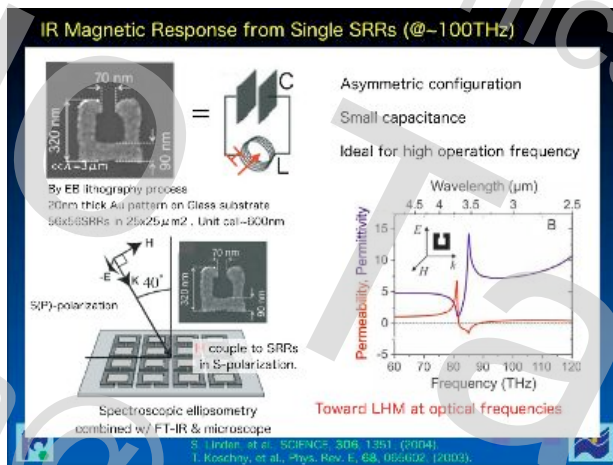 IR Magnetic Response from Single SRRs (@~100THz)
70 nm
320 nm
90 nm
<<λ=3μm
=
C
L
Asymmetric configuration
Small capacitance
Ideal for high operation frequency
By EB lithography process
20nm thick Au pattern on Glass substrate
56x56SRRs in 25x25μm2 . Unit cell~600nm
H
E
K
40°
S(P)-polarization
70 nm
320 nm
90 nm
H couple to SRRs
in S-polarization.
Spectroscopic ellipsometry
combined w/ FT-IR & microscope
Wavelength (μm)
4.5 4 3.5 3 2.5
B
E
H
k
Permeability, Permittivity
15
10
5
0
-5
60 70 80 90 100 110 120
Frequency (THz)
Toward LHM at optical frequencies
S. Linden, et al., SCIENCE, 306, 1351, (2004).
T. Koschny, et al., Phys. Rev. E, 68, 065602, (2003).